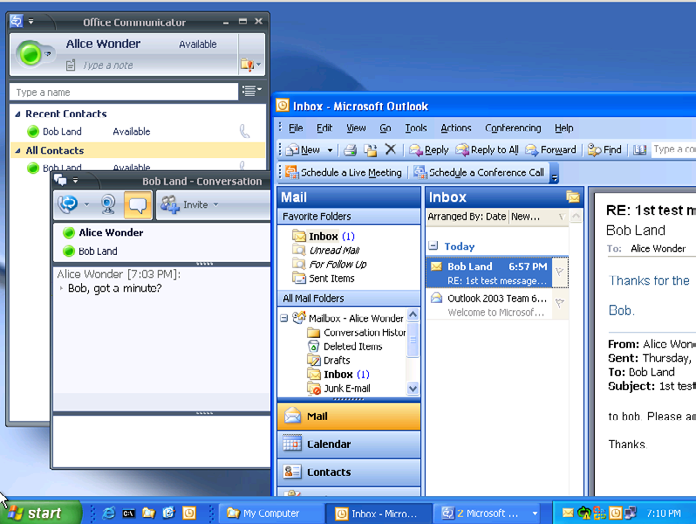 Office Communicator
Alice Wonder Available
Type a note
Type a name
Recent Contacts
Bob Land Available
All Contacts
Bob Land Available
Bob Land - Conversation
Invite
Alice Wonder
Bob Land
Alice Wonder [7:03 PM]:
Bob, got a minute?
Inbox - Microsoft Outlook
File Edit View Go Tools Actions Conferencing Help
New Reply Reply to All Forward Find Type a co
Schedule a Live Meeting Schedule a Conference Call
Mail
Favorite Folders
Inbox (1)
Unread Mail
For Follow Up
Sent Items
All Mail Folders
Mailbox - Alice Wonder
Conversation Histor
Deleted Items
Drafts
Inbox (1)
Junk E-mail
Mail
Calendar
Contacts
Inbox
Arranged By: Date New...
Today
Bob Land 6:57 PM
RE: 1st test message...
Outlook 2003 Team 6...
Welcome to Microsof...
RE: 1st test m
Bob Land
To: Alice Wonder
Thanks for the
Bob.
From: Alice Won
Sent: Thursday,
To: Bob Land
Subject: 1st test
to bob. Please a
Thanks.
start My Computer Inbox - Micro... 2 Microsoft ... 7:10 PM